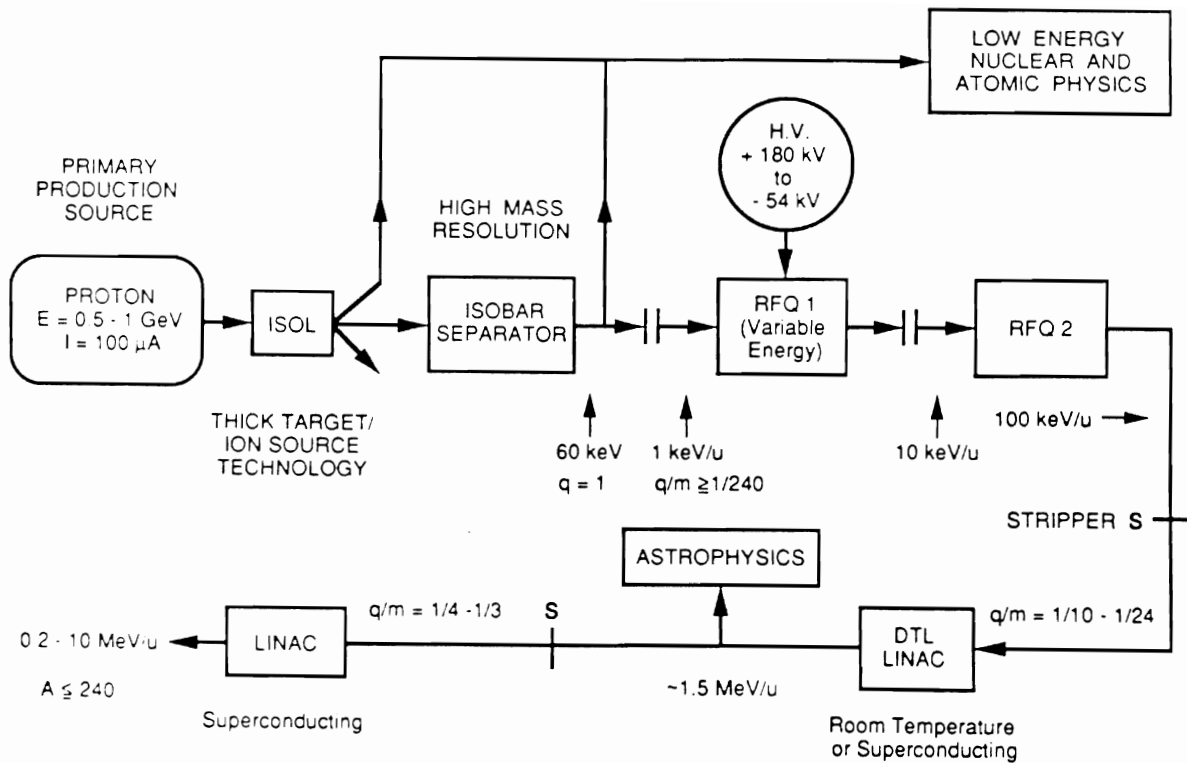 LOW ENERGY
NUCLEAR AND
ATOMIC PHYSICS
H.V.
+ 180 kV
to
- 54 kV
PRIMARY
PRODUCTION
SOURCE
HIGH MASS
RESOLUTION
PROTON
E = 0.5 - 1 GeV
I = 100 μA
ISOL
ISOBAR
SEPARATOR
RFQ 1
(Variable
Energy)
RFQ 2
THICK TARGET/
ION SOURCE
TECHNOLOGY
60 keV
q = 1
1 keV/u
q/m ≧ 1/240
10 keV/u
100 keV/u
STRIPPER S
ASTROPHYSICS
q/m = 1/4 - 1/3
S
q/m = 1/10 - 1/24
0.2 - 10 MeV/u
A ≦ 240
LINAC
DTL
LINAC
~1.5 MeV/u
Superconducting
Room Temperature
or Superconducting